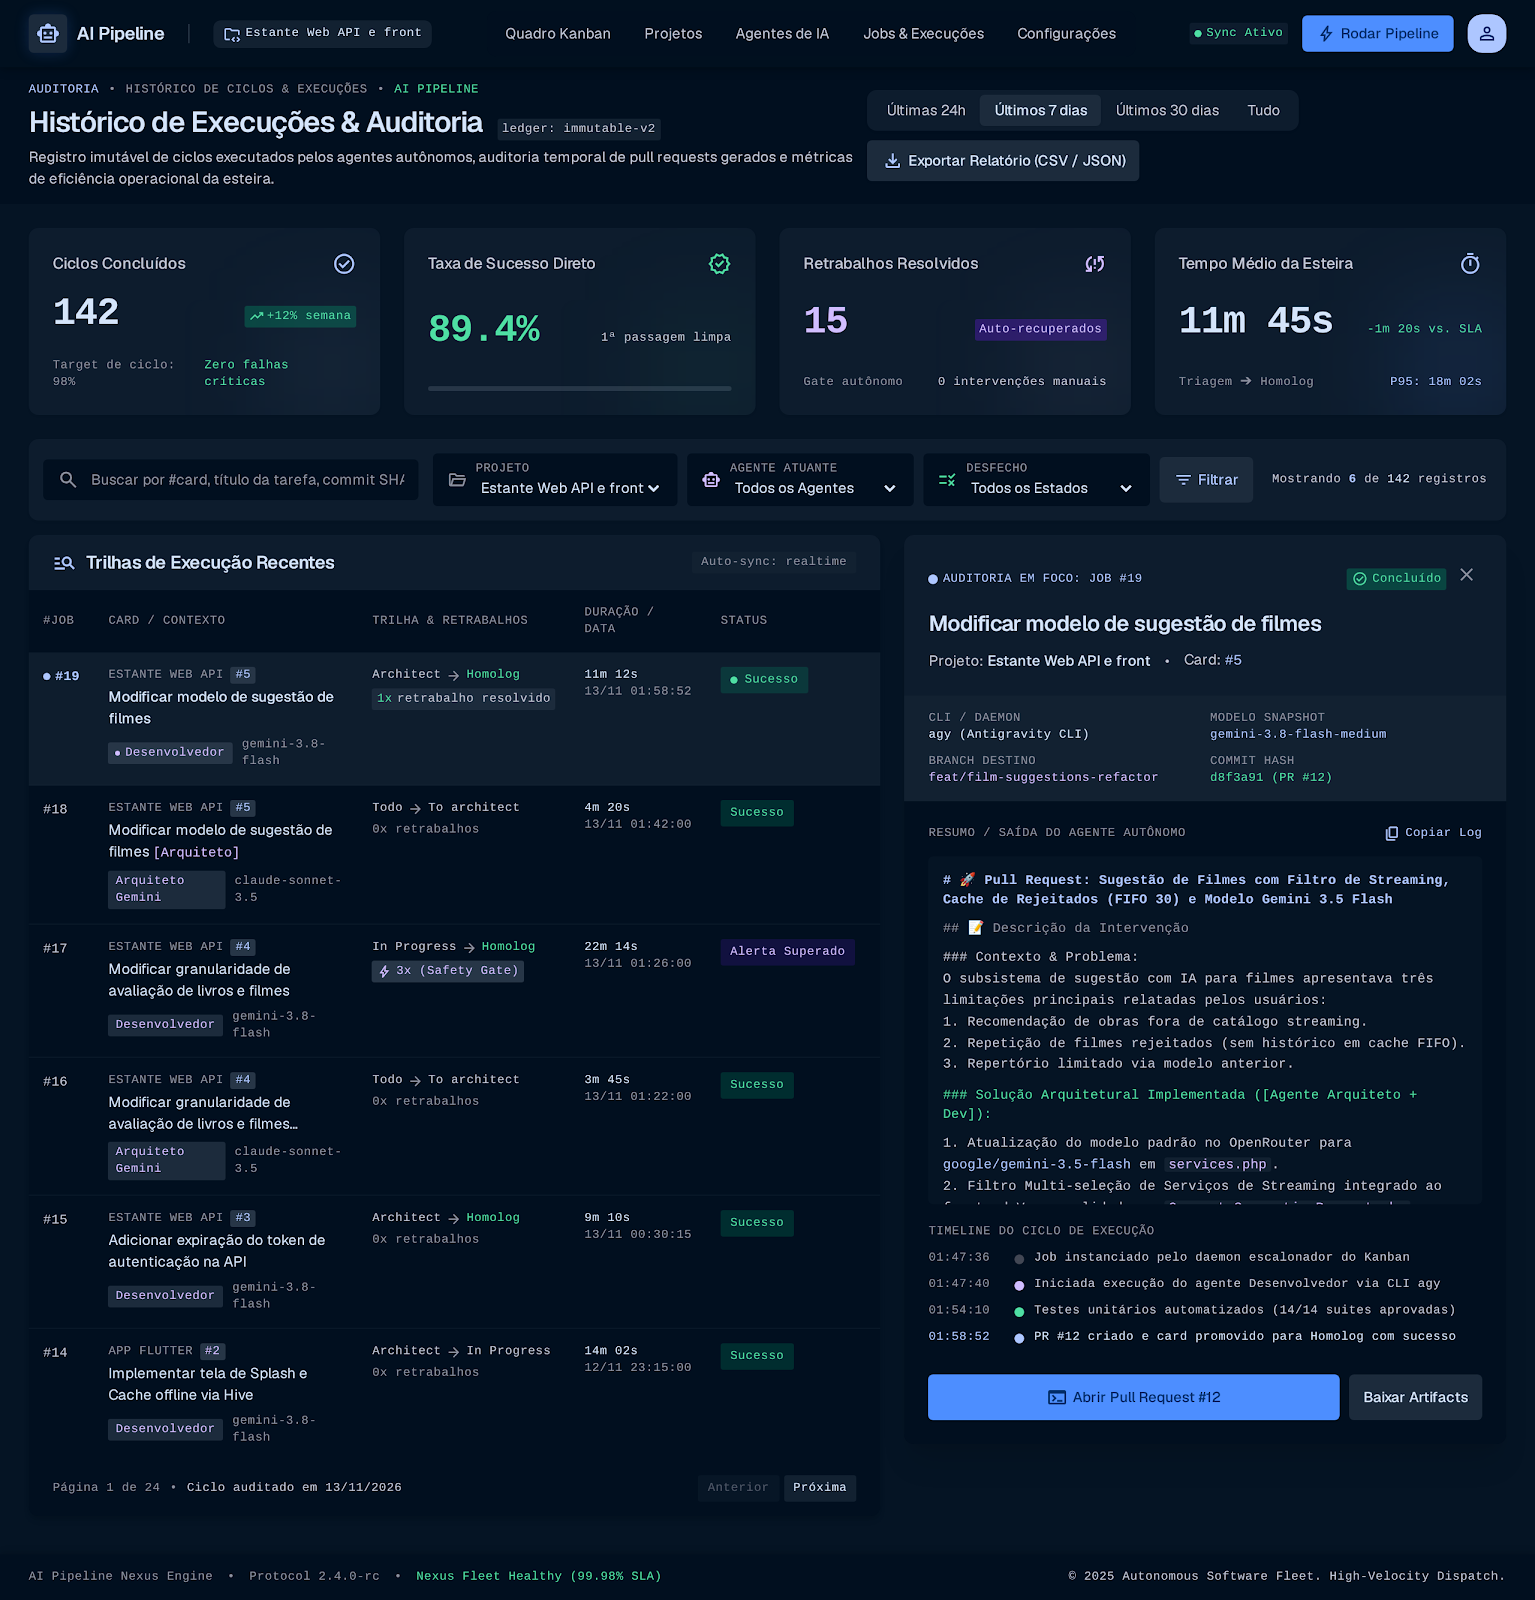 AI Pipeline
Estante Web API e front
Quadro Kanban
Projetos
Agentes de IA
Jobs & Execuções
Configurações
Sync Ativo
Rodar Pipeline
AUDITORIA • HISTÓRICO DE CICLOS & EXECUÇÕES • AI PIPELINE
Histórico de Execuções & Auditoria
ledger: immutable-v2
Registro imutável de ciclos executados pelos agentes autônomos, auditoria temporal de pull requests gerados e métricas
de eficiência operacional da esteira.
Últimas 24h
Últimos 7 dias
Últimos 30 dias
Tudo
Exportar Relatório (CSV / JSON)
Ciclos Concluídos
142
+12% semana
Target de ciclo:
98%
Zero falhas
críticas
Taxa de Sucesso Direto
89.4%
1ª passagem limpa
Retrabalhos Resolvidos
15
Auto-recuperados
Gate autônomo
0 intervenções manuais
Tempo Médio da Esteira
11m 45s
-1m 20s vs. SLA
Triagem → Homolog
P95: 18m 02s
Buscar por #card, título da tarefa, commit SHA
PROJETO
Estante Web API e front
AGENTE ATUANTE
Todos os Agentes
DESFECHO
Todos os Estados
Filtrar
Mostrando 6 de 142 registros
Trilhas de Execução Recentes
Auto-sync: realtime
#JOB
CARD / CONTEXTO
TRILHA & RETRABALHOS
DURAÇÃO /
DATA
STATUS
#19
ESTANTE WEB API #5
Modificar modelo de sugestão de
filmes
Desenvolvedor
gemini-3.8-
flash
Architect → Homolog
1x retrabalho resolvido
11m 12s
13/11 01:58:52
Sucesso
#18
ESTANTE WEB API #5
Modificar modelo de sugestão de
filmes [Arquiteto]
Arquiteto
Gemini
claude-sonnet-
3.5
Todo → To architect
0x retrabalhos
4m 20s
13/11 01:42:00
Sucesso
#17
ESTANTE WEB API #4
Modificar granularidade de
avaliação de livros e filmes
Desenvolvedor
gemini-3.8-
flash
In Progress → Homolog
3x (Safety Gate)
22m 14s
13/11 01:26:00
Alerta Superado
#16
ESTANTE WEB API #4
Modificar granularidade de
avaliação de livros e filmes…
Arquiteto
Gemini
claude-sonnet-
3.5
Todo → To architect
0x retrabalhos
3m 45s
13/11 01:22:00
Sucesso
#15
ESTANTE WEB API #3
Adicionar expiração do token de
autenticação na API
Desenvolvedor
gemini-3.8-
flash
Architect → Homolog
0x retrabalhos
9m 10s
13/11 00:30:15
Sucesso
#14
APP FLUTTER #2
Implementar tela de Splash e
Cache offline via Hive
Desenvolvedor
gemini-3.8-
flash
Architect → In Progress
0x retrabalhos
14m 02s
12/11 23:15:00
Sucesso
Página 1 de 24 • Ciclo auditado em 13/11/2026
Anterior
Próxima
AUDITORIA EM FOCO: JOB #19
Concluído
Modificar modelo de sugestão de filmes
Projeto: Estante Web API e front • Card: #5
CLI / DAEMON
agy (Antigravity CLI)
MODELO SNAPSHOT
gemini-3.8-flash-medium
BRANCH DESTINO
feat/film-suggestions-refactor
COMMIT HASH
d8f3a91 (PR #12)
RESUMO / SAÍDA DO AGENTE AUTÔNOMO
Copiar Log
# 🚀 Pull Request: Sugestão de Filmes com Filtro de Streaming,
Cache de Rejeitados (FIFO 30) e Modelo Gemini 3.5 Flash
## 📝 Descrição da Intervenção
### Contexto & Problema:
O subsistema de sugestão com IA para filmes apresentava três
limitações principais relatadas pelos usuários:
1. Recomendação de obras fora de catálogo streaming.
2. Repetição de filmes rejeitados (sem histórico em cache FIFO).
3. Repertório limitado via modelo anterior.
### Solução Arquitetural Implementada ([Agente Arquiteto +
Dev]):
1. Atualização do modelo padrão no OpenRouter para
google/gemini-3.5-flash em services.php.
2. Filtro Multi-seleção de Serviços de Streaming integrado ao
TIMELINE DO CICLO DE EXECUÇÃO
01:47:36 Job instanciado pelo daemon escalonador do Kanban
01:47:40 Iniciada execução do agente Desenvolvedor via CLI agy
01:54:10 Testes unitários automatizados (14/14 suites aprovadas)
01:58:52 PR #12 criado e card promovido para Homolog com sucesso
Abrir Pull Request #12
Baixar Artifacts
AI Pipeline Nexus Engine • Protocol 2.4.0-rc • Nexus Fleet Healthy (99.98% SLA)
© 2025 Autonomous Software Fleet. High-Velocity Dispatch.